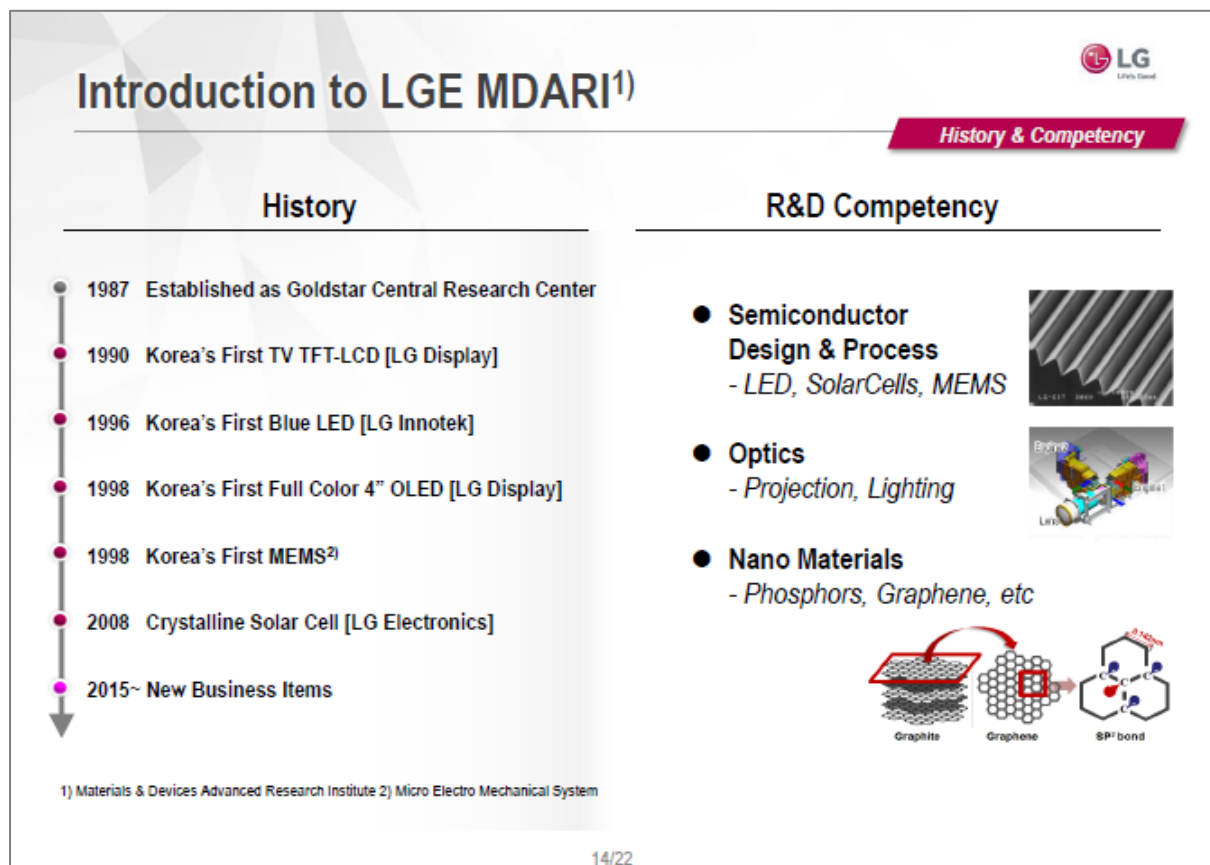 Introduction to LGE MDARI1)
LG
Life's Good
History & Competency
History
1987 Established as Goldstar Central Research Center
1990 Korea's First TV TFT-LCD [LG Display]
1996 Korea's First Blue LED [LG Innotek]
1998 Korea's First Full Color 4” OLED [LG Display]
1998 Korea's First MEMS2)
2008 Crystalline Solar Cell [LG Electronics]
2015~ New Business Items
1) Materials & Devices Advanced Research Institute 2) Micro Electro Mechanical System
R&D Competency
● Semiconductor
Design & Process
- LED, SolarCells, MEMS
● Optics
- Projection, Lighting
● Nano Materials
- Phosphors, Graphene, etc
0.142nm
C C C
C
Graphite Graphene SP² bond
14/22